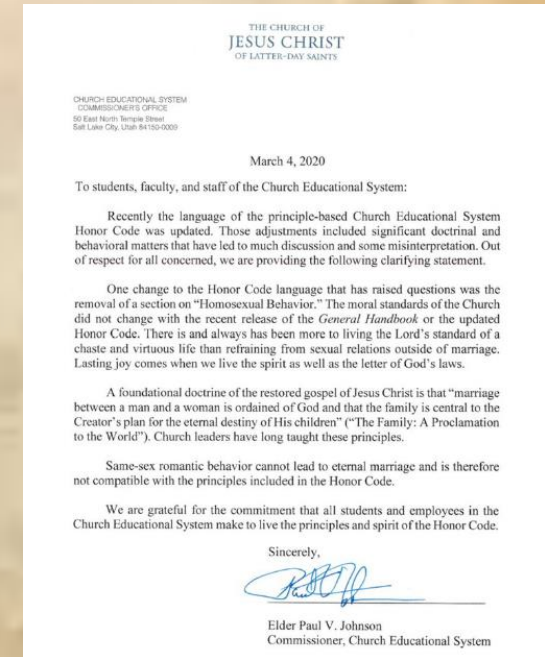 THE CHURCH OF
JESUS CHRIST
OF LATTER-DAY SAINTS
CHURCH EDUCATIONAL SYSTEM
COMMISSIONER'S OFFICE
50 East North Temple Street
Salt Lake City, Utah 84150-0009
March 4, 2020
To students, faculty, and staff of the Church Educational System:
Recently the language of the principle-based Church Educational System
Honor Code was updated. Those adjustments included significant doctrinal and
behavioral matters that have led to much discussion and some misinterpretation. Out
of respect for all concerned, we are providing the following clarifying statement.
One change to the Honor Code language that has raised questions was the
removal of a section on “Homosexual Behavior.” The moral standards of the Church
did not change with the recent release of the General Handbook or the updated
Honor Code. There is and always has been more to living the Lord’s standard of a
chaste and virtuous life than refraining from sexual relations outside of marriage.
Lasting joy comes when we live the spirit as well as the letter of God’s laws.
A foundational doctrine of the restored gospel of Jesus Christ is that “marriage
between a man and a woman is ordained of God and that the family is central to the
Creator’s plan for the eternal destiny of His children” (“The Family: A Proclamation
to the World”). Church leaders have long taught these principles.
Same-sex romantic behavior cannot lead to eternal marriage and is therefore
not compatible with the principles included in the Honor Code.
We are grateful for the commitment that all students and employees in the
Church Educational System make to live the principles and spirit of the Honor Code.
Sincerely,
Elder Paul V. Johnson
Commissioner, Church Educational System